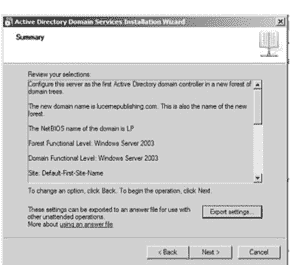 Active Directory Domain Services Installation Wizard
Summary
Review your selections:
Configure this server as the first Active Directory domain controller in a new forest of
domain trees.
The new domain name is lucernepublishing.com. This is also the name of the new
forest.
The NetBIOS name of the domain is LP
Forest Functional Level: Windows Server 2003
Domain Functional Level: Windows Server 2003
Site: Default-First-Site-Name
To change an option, click Back. To begin the operation, click Next.
These settings can be exported to an answer file for use with
other unattended operations.
More about using an answer file
Export settings...
< Back
Next >
Cancel